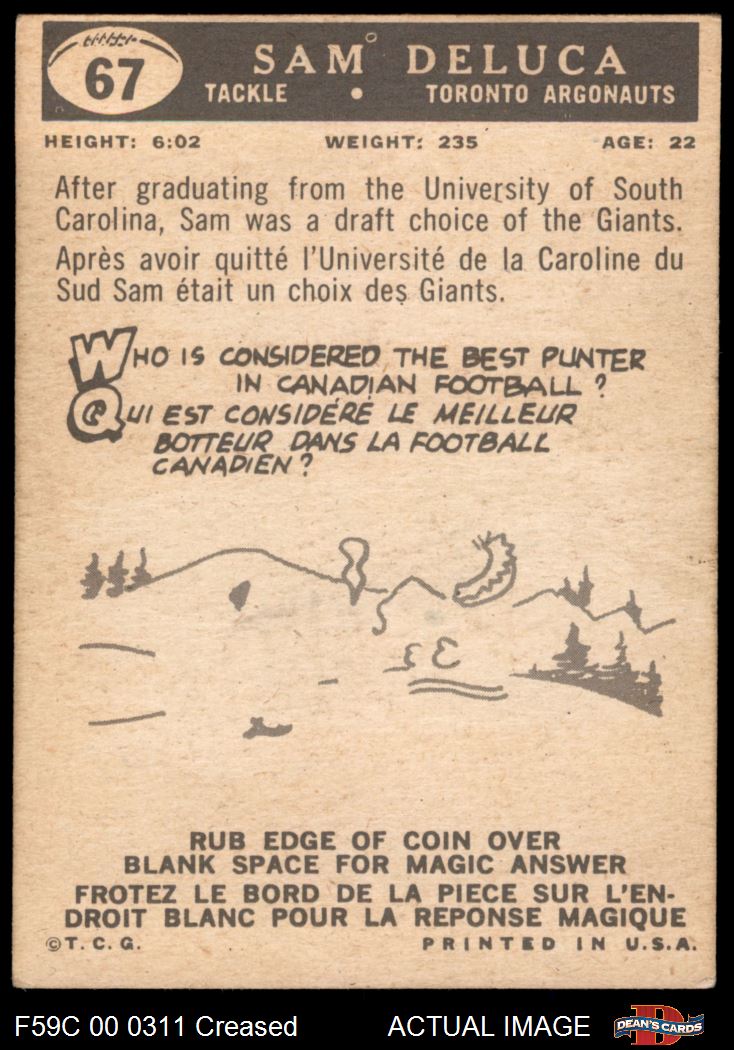 67
SAM DELUCA
TACKLE • TORONTO ARGONAUTS
HEIGHT: 6:02 WEIGHT: 235 AGE: 22
After graduating from the University of South
Carolina, Sam was a draft choice of the Giants.
Après avoir quitté l'Université de la Caroline du
Sud Sam était un choix des Giants.
WHO IS CONSIDERED THE BEST PUNTER
IN CANADIAN FOOTBALL?
QUI EST CONSIDÉRÉ LE MEILLEUR
BOTTEUR DANS LA FOOTBALL
CANADIEN?
RUB EDGE OF COIN OVER
BLANK SPACE FOR MAGIC ANSWER
FROTEZ LE BORD DE LA PIECE SUR L'EN-
DROIT BLANC POUR LA REPONSE MAGIQUE
©T.C.G. PRINTED IN U.S.A.
F59C 00 0311 Creased ACTUAL IMAGE
D
DEAN'S CARDS